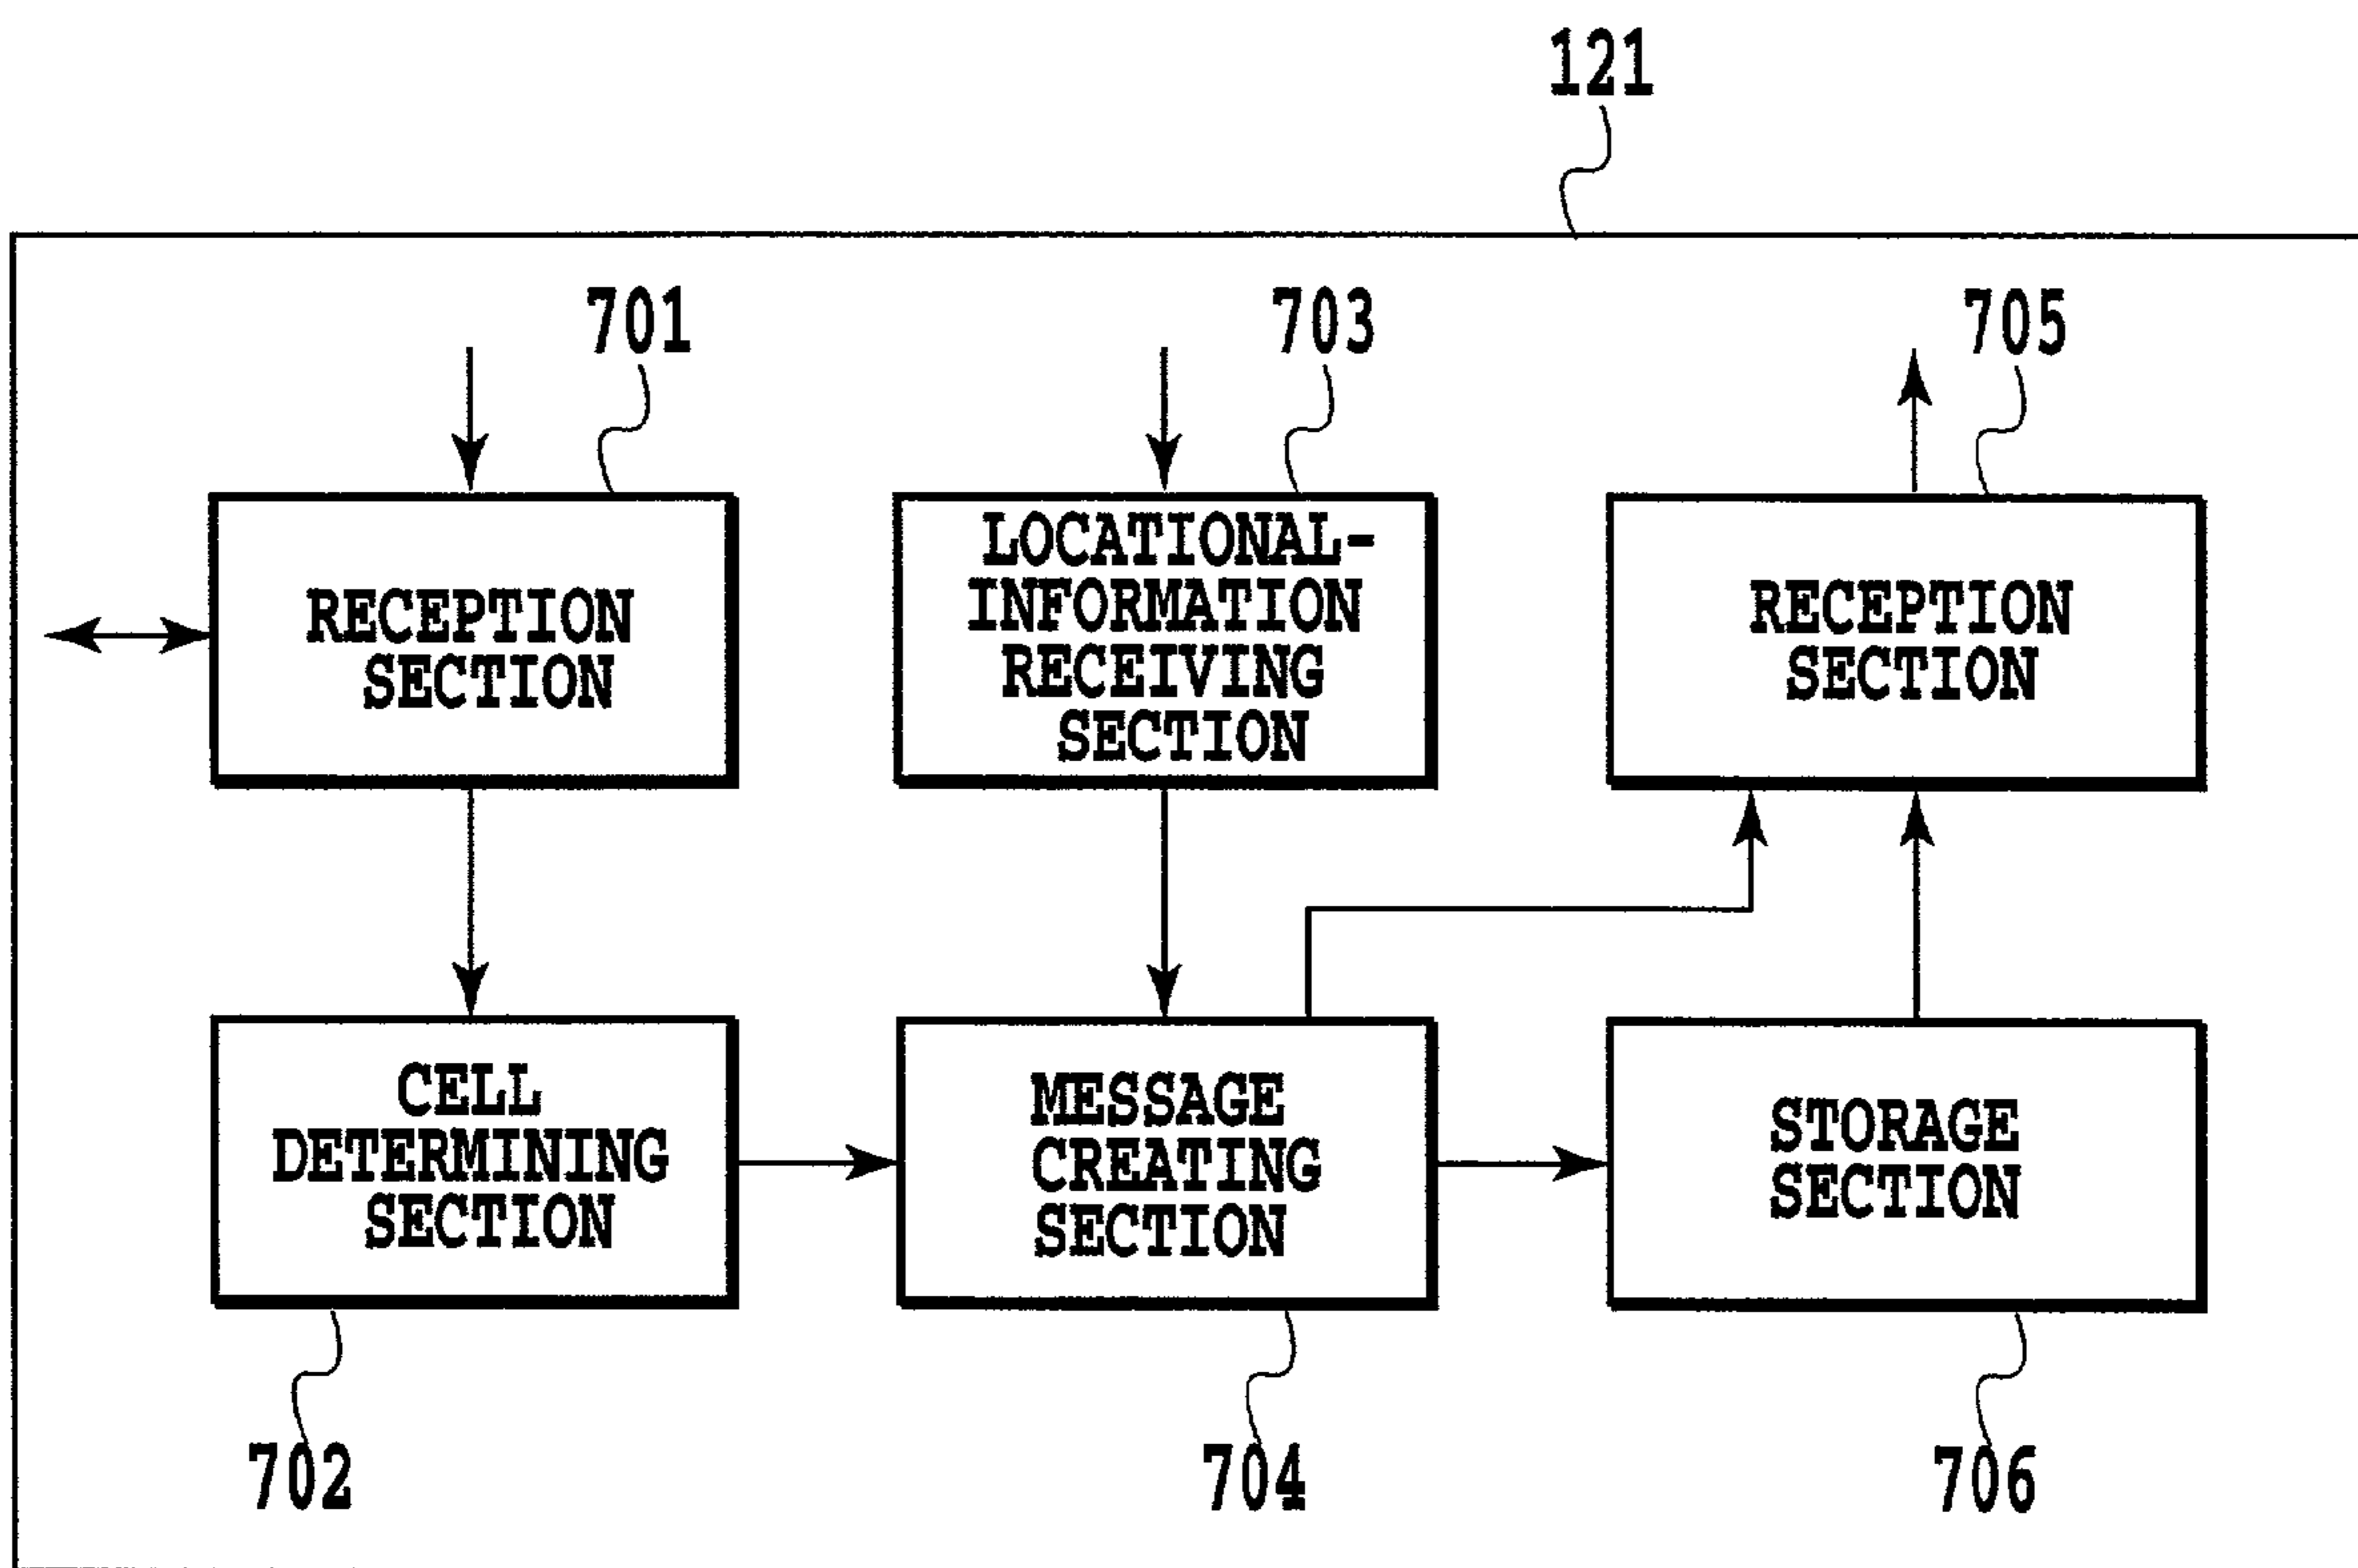 121
701
703
705
RECEPTION
SECTION
LOCATIONAL-
INFORMATION
RECEIVING
SECTION
RECEPTION
SECTION
CELL
DETERMINING
SECTION
MESSAGE
CREATING
SECTION
STORAGE
SECTION
702
704
706